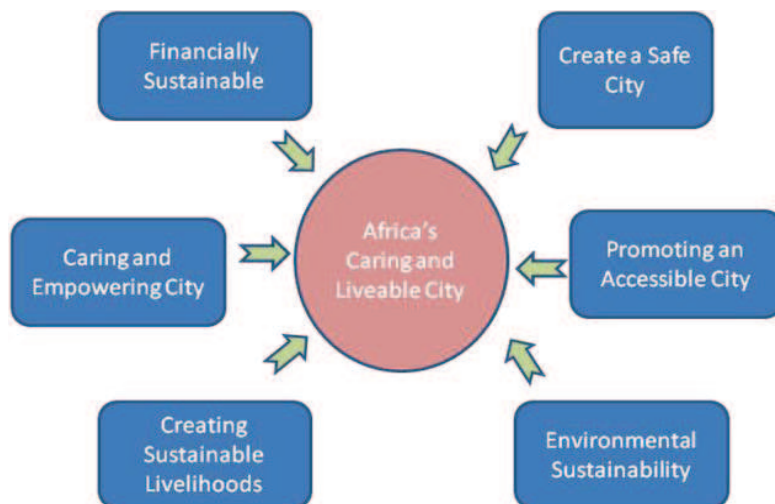 Financially
Sustainable
Create a Safe
City
Caring and
Empowering City
Africa's
Caring and
Liveable City
Promoting an
Accessible City
Creating
Sustainable
Livelihoods
Environmental
Sustainability